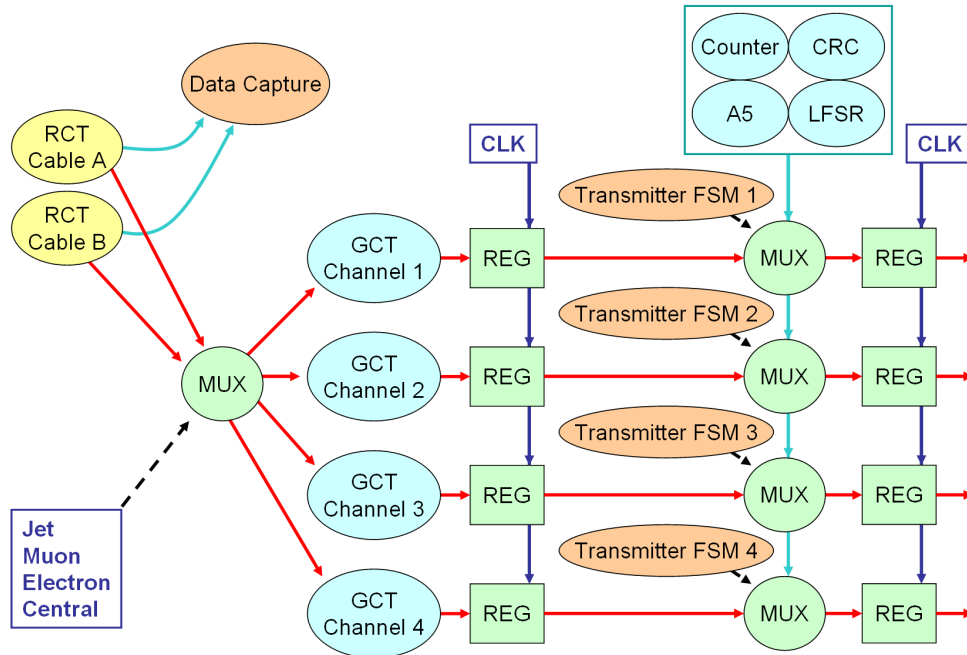 Counter
CRC
A5
LFSR
Data Capture
RCT
Cable A
RCT
Cable B
CLK
CLK
Transmitter FSM 1
GCT
Channel 1
REG
MUX
REG
Transmitter FSM 2
GCT
Channel 2
REG
MUX
REG
MUX
Transmitter FSM 3
GCT
Channel 3
REG
MUX
REG
Jet
Muon
Electron
Central
Transmitter FSM 4
GCT
Channel 4
REG
MUX
REG